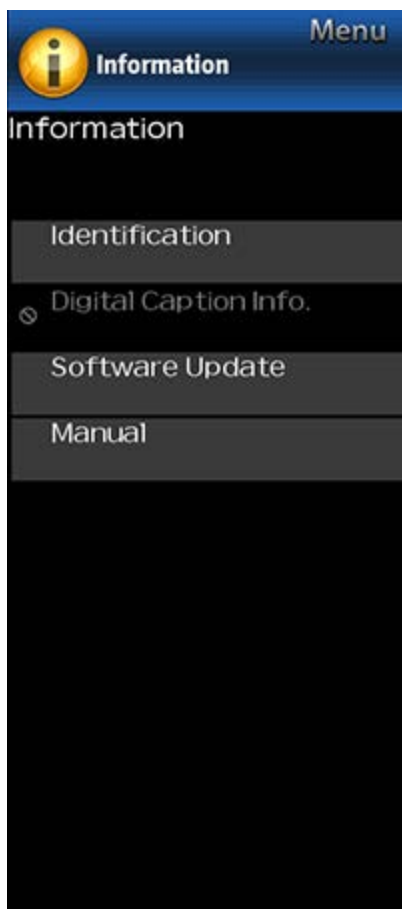 Menu
Information
Information
Identification
Digital Caption Info.
Software Update
Manual